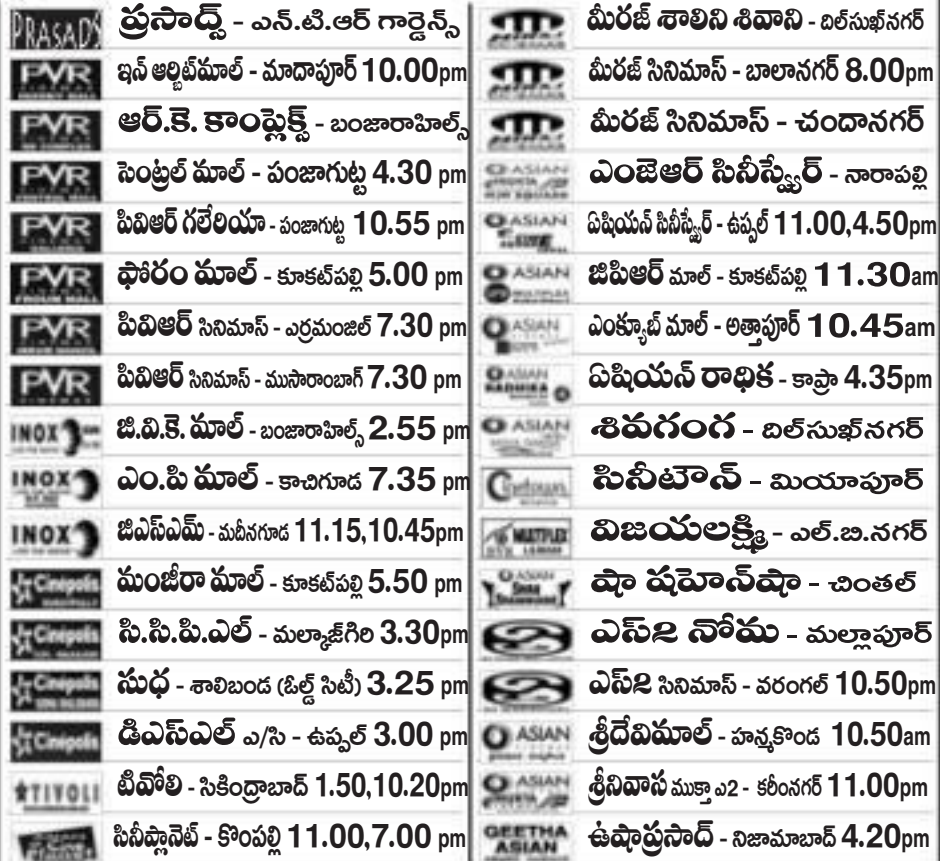 PRASADS ప్రసాద్స్ - ఎన్.టి.ఆర్ గార్డెన్స్
PVR ఇన్ ఆర్బిట్‌మాల్ - మాదాపూర్ 10.00pm
PVR ఆర్.కె. కాంప్లెక్స్ - బంజారాహిల్స్
PVR సెంట్రల్ మాల్ - పంజాగుట్ట 4.30 pm
PVR పివిఆర్ గలేరియా - పంజాగుట్ట 10.55 pm
PVR ఫోరం మాల్ - కూకట్‌పల్లి 5.00 pm
PVR పివిఆర్ సినిమాస్ - ఎర్రమంజిల్ 7.30 pm
PVR పివిఆర్ సినిమాస్ - ముసారాంబాగ్ 7.30 pm
INOX జి.వి.కె. మాల్ - బంజారాహిల్స్ 2.55 pm
INOX ఎం.పి మాల్ - కాచిగూడ 7.35 pm
INOX జిఎస్ఎమ్ - మదీనగూడ 11.15,10.45pm
Cinepolis మంజీరా మాల్ - కూకట్‌పల్లి 5.50 pm
Cinepolis సి.సి.పి.ఎల్ - మల్కాజ్‌గిరి 3.30pm
Cinepolis సుధ - శాలిబండ (ఓల్డ్ సిటీ) 3.25 pm
Cinepolis డిఎస్ఎల్ ఎ/సి - ఉప్పల్ 3.00 pm
TIVOLI టివోలి - సికింద్రాబాద్ 1.50,10.20pm
సినీప్లానెట్ - కొంపల్లి 11.00,7.00 pm
మీరజ్ శాలిని శివాని - దిల్‌సుఖ్‌నగర్
మీరజ్ సినిమాస్ - బాలానగర్ 8.00pm
మీరజ్ సినిమాస్ - చందానగర్
ASIAN ఎంజెఆర్ సినీస్క్వేర్ - నారాపల్లి
ASIAN ఏషియన్ సినీస్క్వేర్ - ఉప్పల్ 11.00,4.50pm
ASIAN జిపిఆర్ మాల్ - కూకట్‌పల్లి 11.30am
ASIAN ఎంక్యూబ్ మాల్ - అత్తాపూర్ 10.45am
ASIAN RADHIKA ఏషియన్ రాధిక - కాప్రా 4.35pm
ASIAN శివగంగ - దిల్‌సుఖ్‌నగర్
Cinetown సినీటౌన్ - మియాపూర్
MULTIPLEX విజయలక్ష్మి - ఎల్.బి.నగర్
ASIAN షా షహెన్‌షా - చింతల్
ఎస్2 నోమ - మల్లాపూర్
ఎస్2 సినిమాస్ - వరంగల్ 10.50pm
ASIAN శ్రీదేవిమాల్ - హన్మకొండ 10.50am
ASIAN శ్రీనివాస ముక్తా ఎ2 - కరీంనగర్ 11.00pm
GEETHA ASIAN ఉషాప్రసాద్ - నిజామాబాద్ 4.20pm